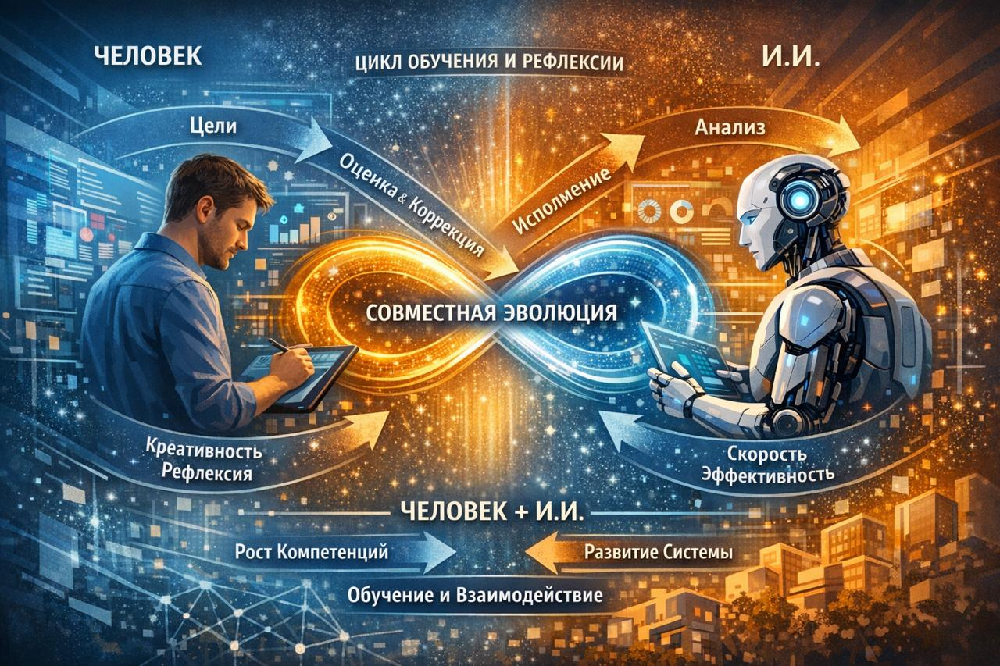 ЧЕЛОВЕК
ЦИКЛ ОБУЧЕНИЯ И РЕФЛЕКСИИ
И.И.
Цели
Анализ
Оцеика & Коррекция
Исполмение
СОВМЕСТНАЯ ЭВОЛЮЦИЯ
Креативность
Рефлексия
Скорость
Эффективность
ЧЕЛОВЕК + И.И.
Рост Компетенций
Развитие Системы
Обучение и Взаимодействие